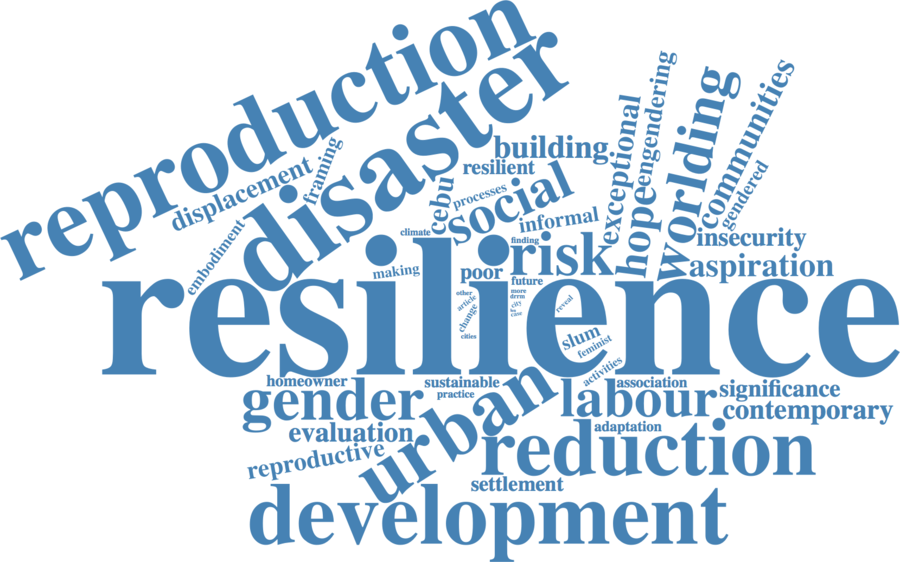 reproduction
disaster
displacement
framing
embodiment
building
resilient
processes
social
cebu
informal
climate
finding
exceptional
engendering
hope
worlding
communities
gendered
insecurity
aspiration
risk
making
poor
future
resilience
other
article
change
cities
more
drrm
city
case
reveal
slum
feminist
activities
homeowner
sustainable
practice
association
significance
gender
urban
labour
contemporary
evaluation
adaptation
reproductive
reduction
settlement
development